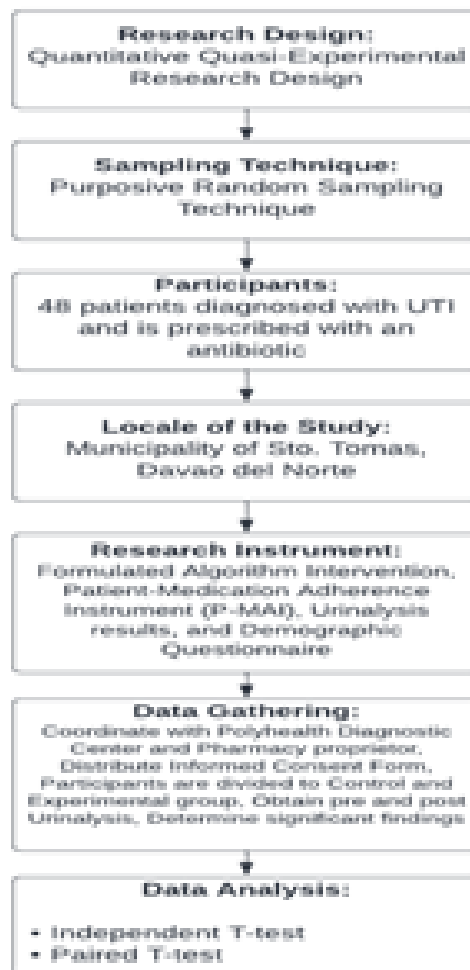 Research Design:
Quantitative Quasi-Experimental
Research Design
Sampling Technique:
Purposive Random Sampling
Technique
Participants:
48 patients diagnosed with UTI
and is prescribed with an
antibiotic
Locale of the Study:
Municipality of Sto. Tomas,
Davao del Norte
Research Instrument:
Formulated Algorithm Intervention,
Patient-Medication Adherence
Instrument (P-MAI), Urinalysis
results, and Demographic
Questionnaire
Data Gathering:
Coordinate with Polyhealth Diagnostic
Center and Pharmacy proprietor,
Distribute Informed Consent Form,
Participants are divided to Control and
Experimental group, Obtain pre and post
Urinalysis, Determine significant findings
Data Analysis:
• Independent T-test
• Paired T-test